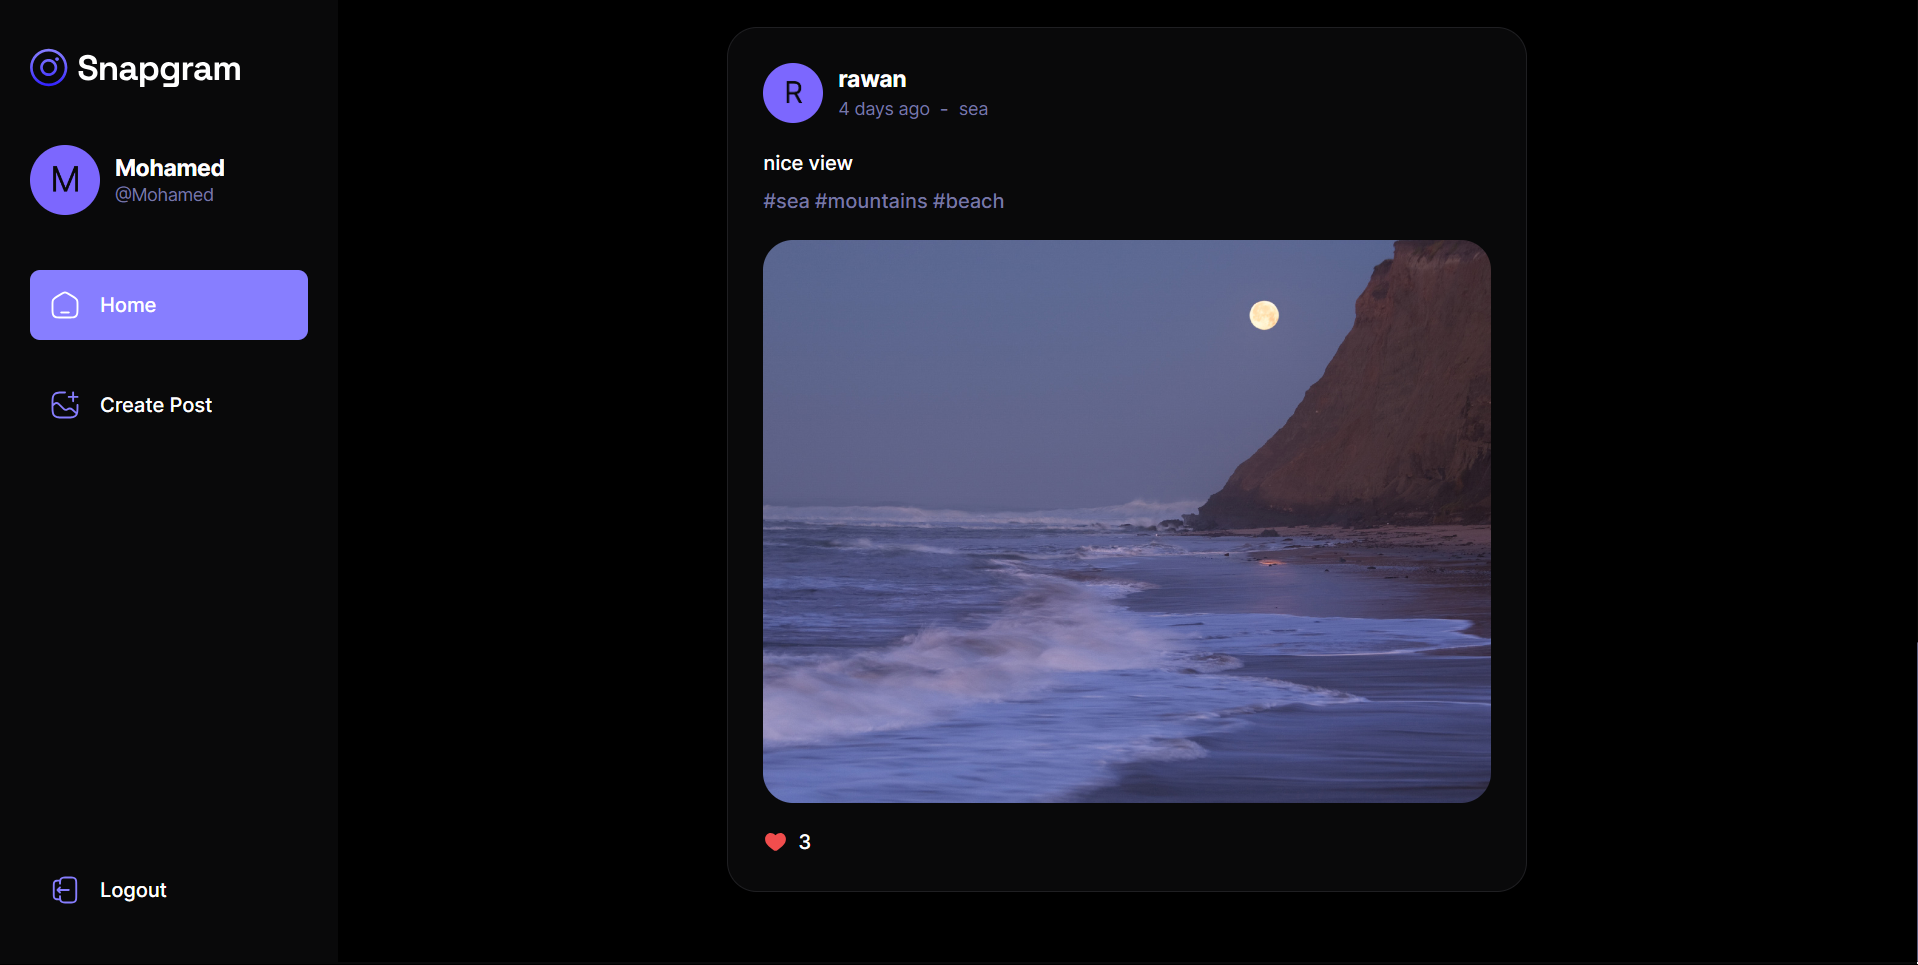 Snapgram
M
Mohamed
@Mohamed
Home
Create Post
Logout
R
rawan
4 days ago - sea
nice view
#sea #mountains #beach
3